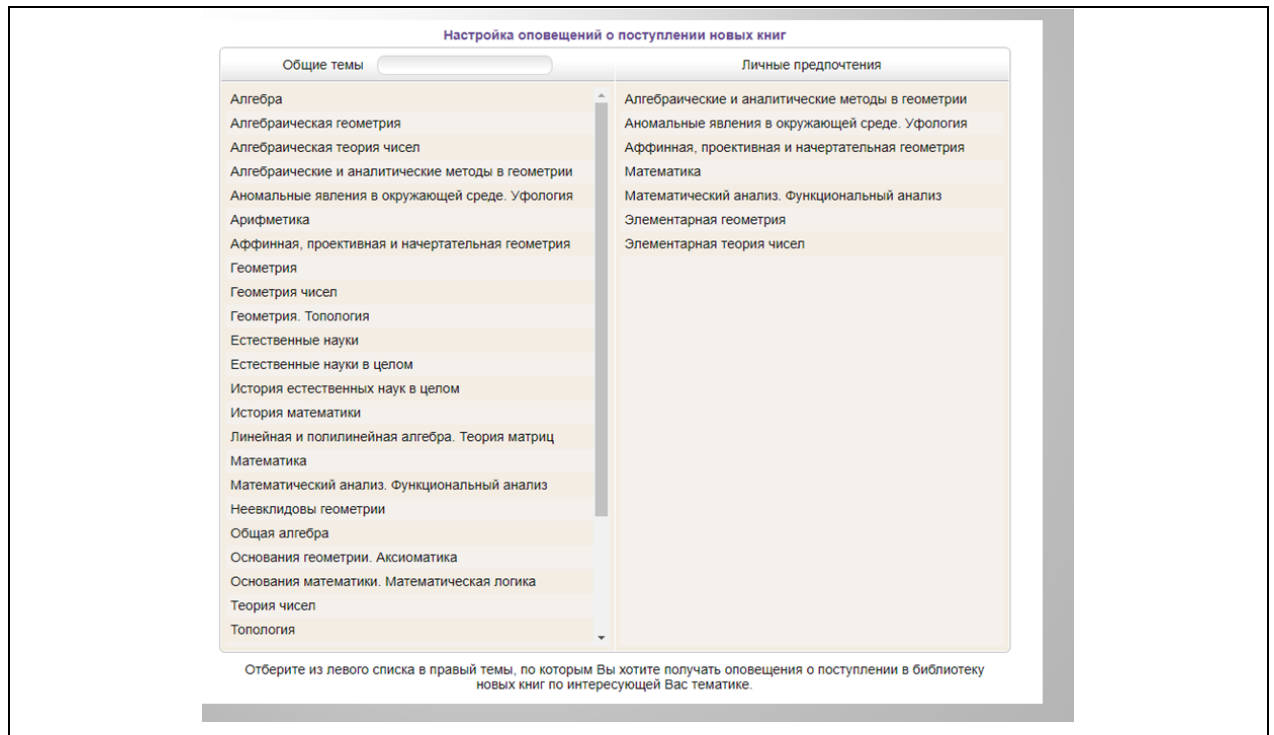 Настройка оповещений о поступлении новых книг
Общие темы
Личные предпочтения
Алгебра
Алгебраическая геометрия
Алгебраическая теория чисел
Алгебраические и аналитические методы в геометрии
Аномальные явления в окружающей среде. Уфология
Арифметика
Аффинная, проективная и начертательная геометрия
Геометрия
Геометрия чисел
Геометрия. Топология
Естественные науки
Естественные науки в целом
История естественных наук в целом
История математики
Линейная и полилинейная алгебра. Теория матриц
Математика
Математический анализ. Функциональный анализ
Неевклидовы геометрии
Общая алгебра
Основания геометрии. Аксиоматика
Основания математики. Математическая логика
Теория чисел
Топология
Алгебраические и аналитические методы в геометрии
Аномальные явления в окружающей среде. Уфология
Аффинная, проективная и начертательная геометрия
Математика
Математический анализ. Функциональный анализ
Элементарная геометрия
Элементарная теория чисел
Отберите из левого списка в правый темы, по которым Вы хотите получать оповещения о поступлении в библиотеку
новых книг по интересующей Вас тематике.